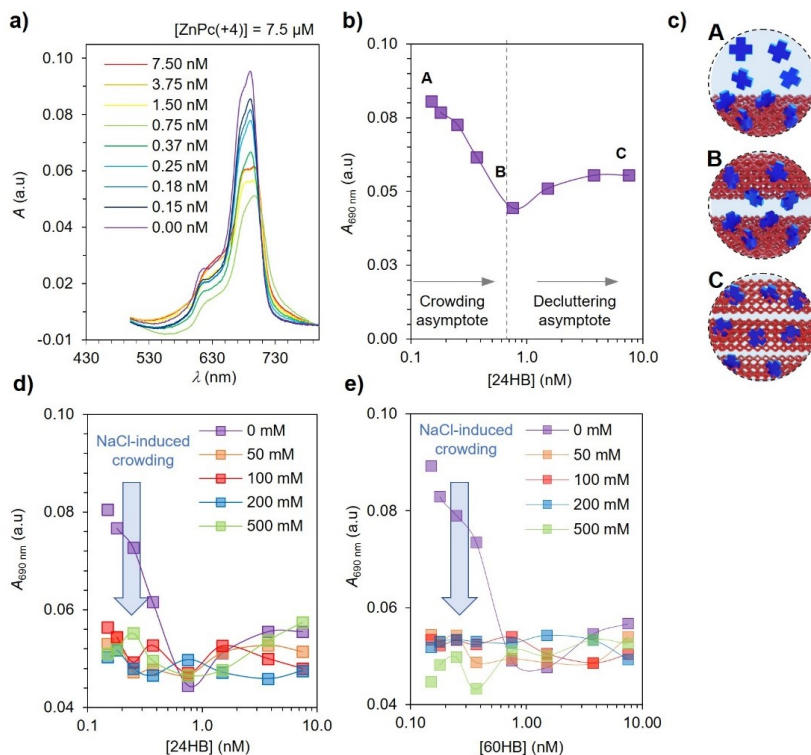 a)
[ZnPc(+4)] = 7.5 µM
0.10
0.08
0.06
0.04
0.02
-0.01
A (a.u)
7.50 nM
3.75 nM
1.50 nM
0.75 nM
0.37 nM
0.25 nM
0.18 nM
0.15 nM
0.00 nM
430 530 630 730
λ (nm)
b)
0.10
0.08
0.05
0.03
0.00
A690 nm (a.u)
A
B
C
Crowding asymptote
Decluttering asymptote
0.1 1.0 10.0
[24HB] (nM)
c)
A
B
C
d)
0.10
0.08
0.06
0.04
A690 nm (a.u)
NaCl-induced crowding
0 mM
50 mM
100 mM
200 mM
500 mM
0.1 1.0 10.0
[24HB] (nM)
e)
0.10
0.08
0.06
0.04
A690 nm (a.u)
NaCl-induced crowding
0 mM
50 mM
100 mM
200 mM
500 mM
0.10 1.00 10.00
[60HB] (nM)